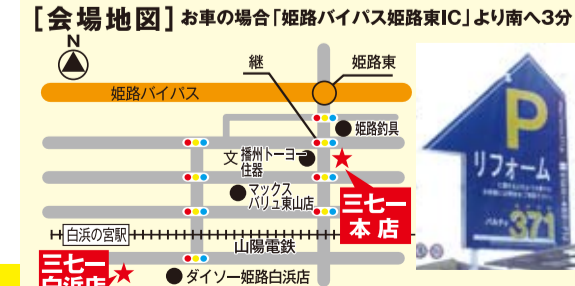 [会場地図] お車の場合「姫路バイパス姫路東IC」より南へ3分
N
継
姫路東
姫路バイパス
姫路釣具
文
播州トーヨー
住器
マックス
バリュ東山店
三七一
本店
白浜の宮駅
山陽電鉄
三七一
白浜店
ダイソー姫路白浜店
P
リフォーム
371